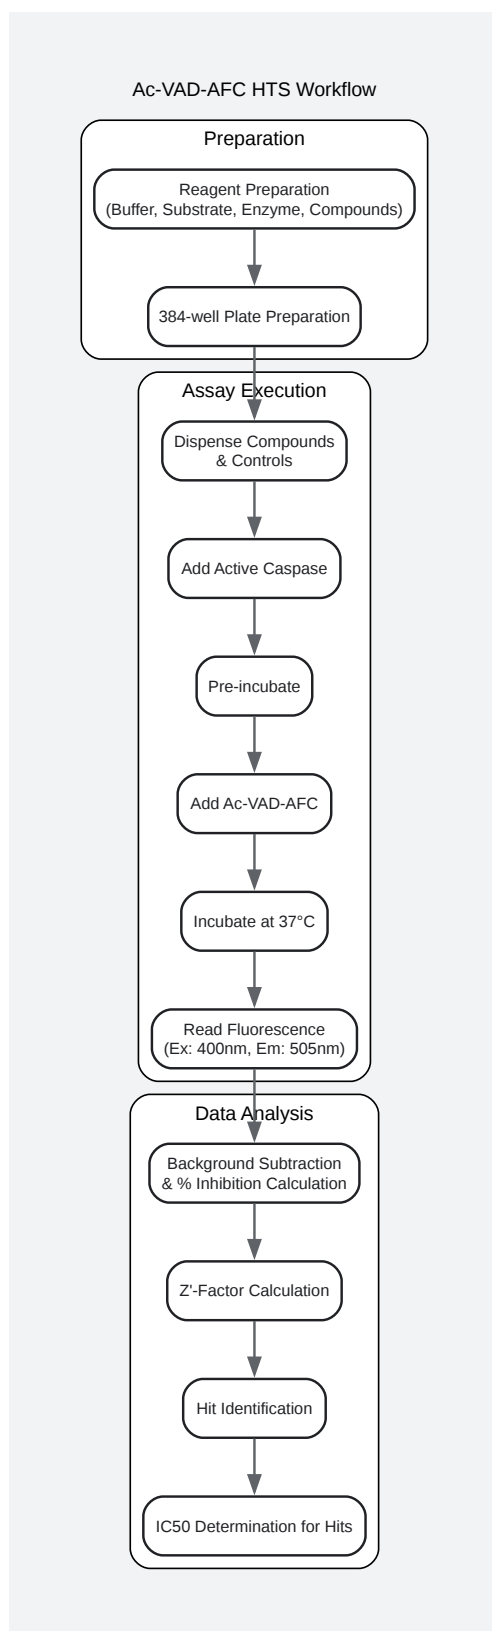 Ac-VAD-AFC HTS Workflow
Preparation
Reagent Preparation
(Buffer, Substrate, Enzyme, Compounds)
384-well Plate Preparation
Assay Execution
Dispense Compounds
& Controls
Add Active Caspase
Pre-incubate
Add Ac-VAD-AFC
Incubate at 37°C
Read Fluorescence
(Ex: 400nm, Em: 505nm)
Data Analysis
Background Subtraction
& % Inhibition Calculation
Z'-Factor Calculation
Hit Identification
IC50 Determination for Hits